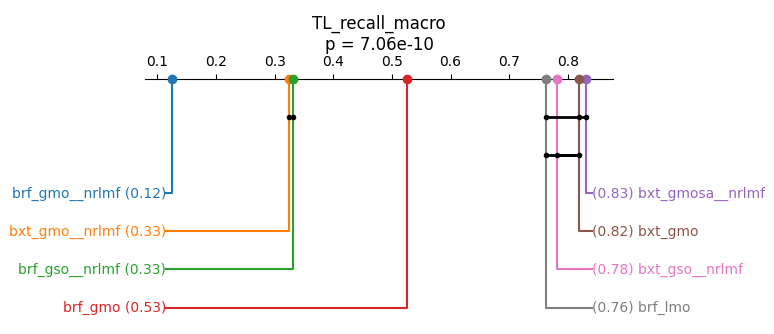 TL_recall_macro
p = 7.06e-10
0.1 0.2 0.3 0.4 0.5 0.6 0.7 0.8
brf_gmo__nrlmf (0.12) (0.83) bxt_gmosa__nrlmf
bxt_gmo__nrlmf (0.33) (0.82) bxt_gmo
brf_gso__nrlmf (0.33) (0.78) bxt_gso__nrlmf
brf_gmo (0.53) (0.76) brf_lmo